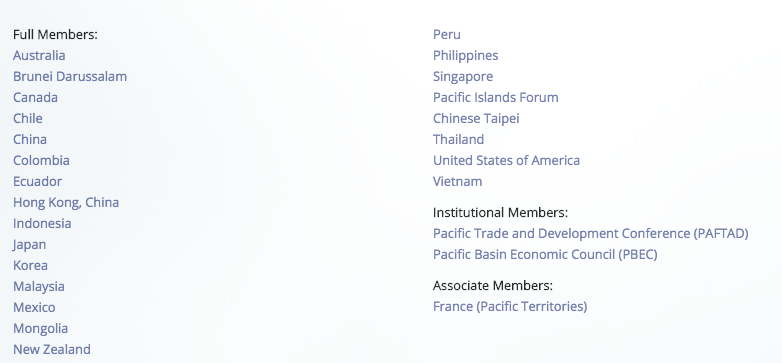 Full Members:
Australia
Brunei Darussalam
Canada
Chile
China
Colombia
Ecuador
Hong Kong, China
Indonesia
Japan
Korea
Malaysia
Mexico
Mongolia
New Zealand
Peru
Philippines
Singapore
Pacific Islands Forum
Chinese Taipei
Thailand
United States of America
Vietnam
Institutional Members:
Pacific Trade and Development Conference (PAFTAD)
Pacific Basin Economic Council (PBEC)
Associate Members:
France (Pacific Territories)